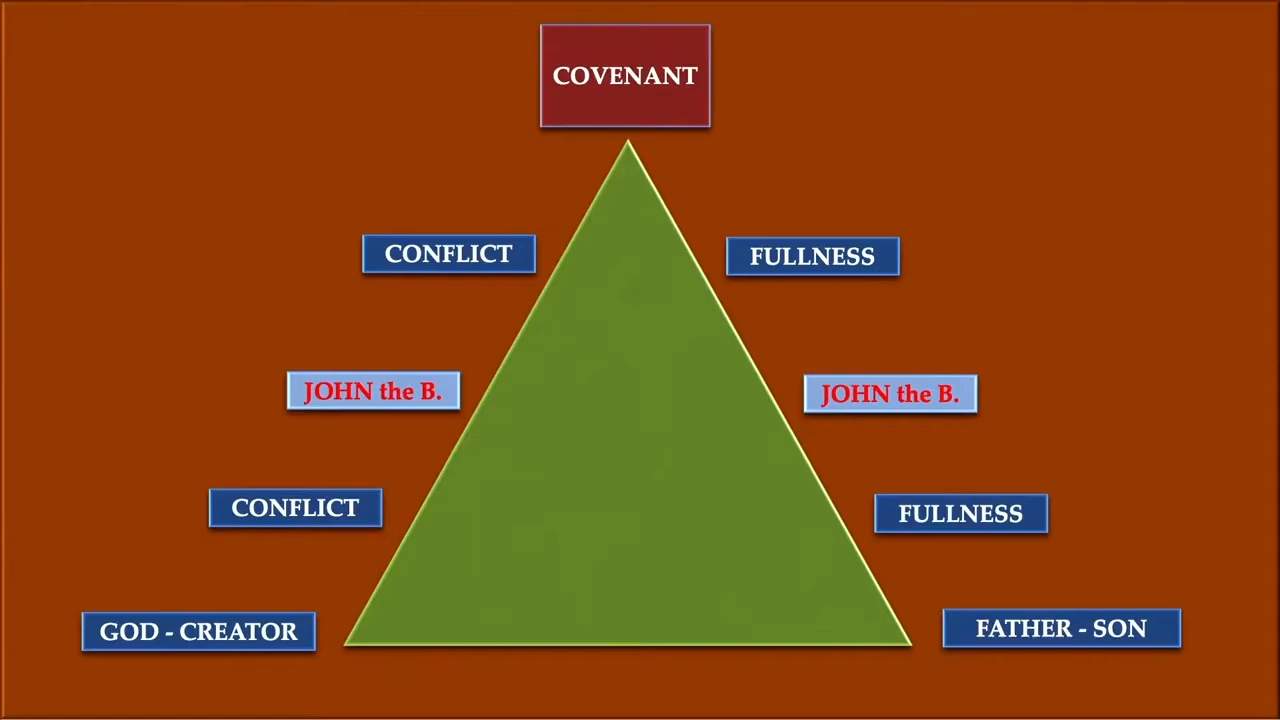 COVENANT
CONFLICT
FULLNESS
JOHN the B.
JOHN the B.
CONFLICT
FULLNESS
GOD - CREATOR
FATHER - SON